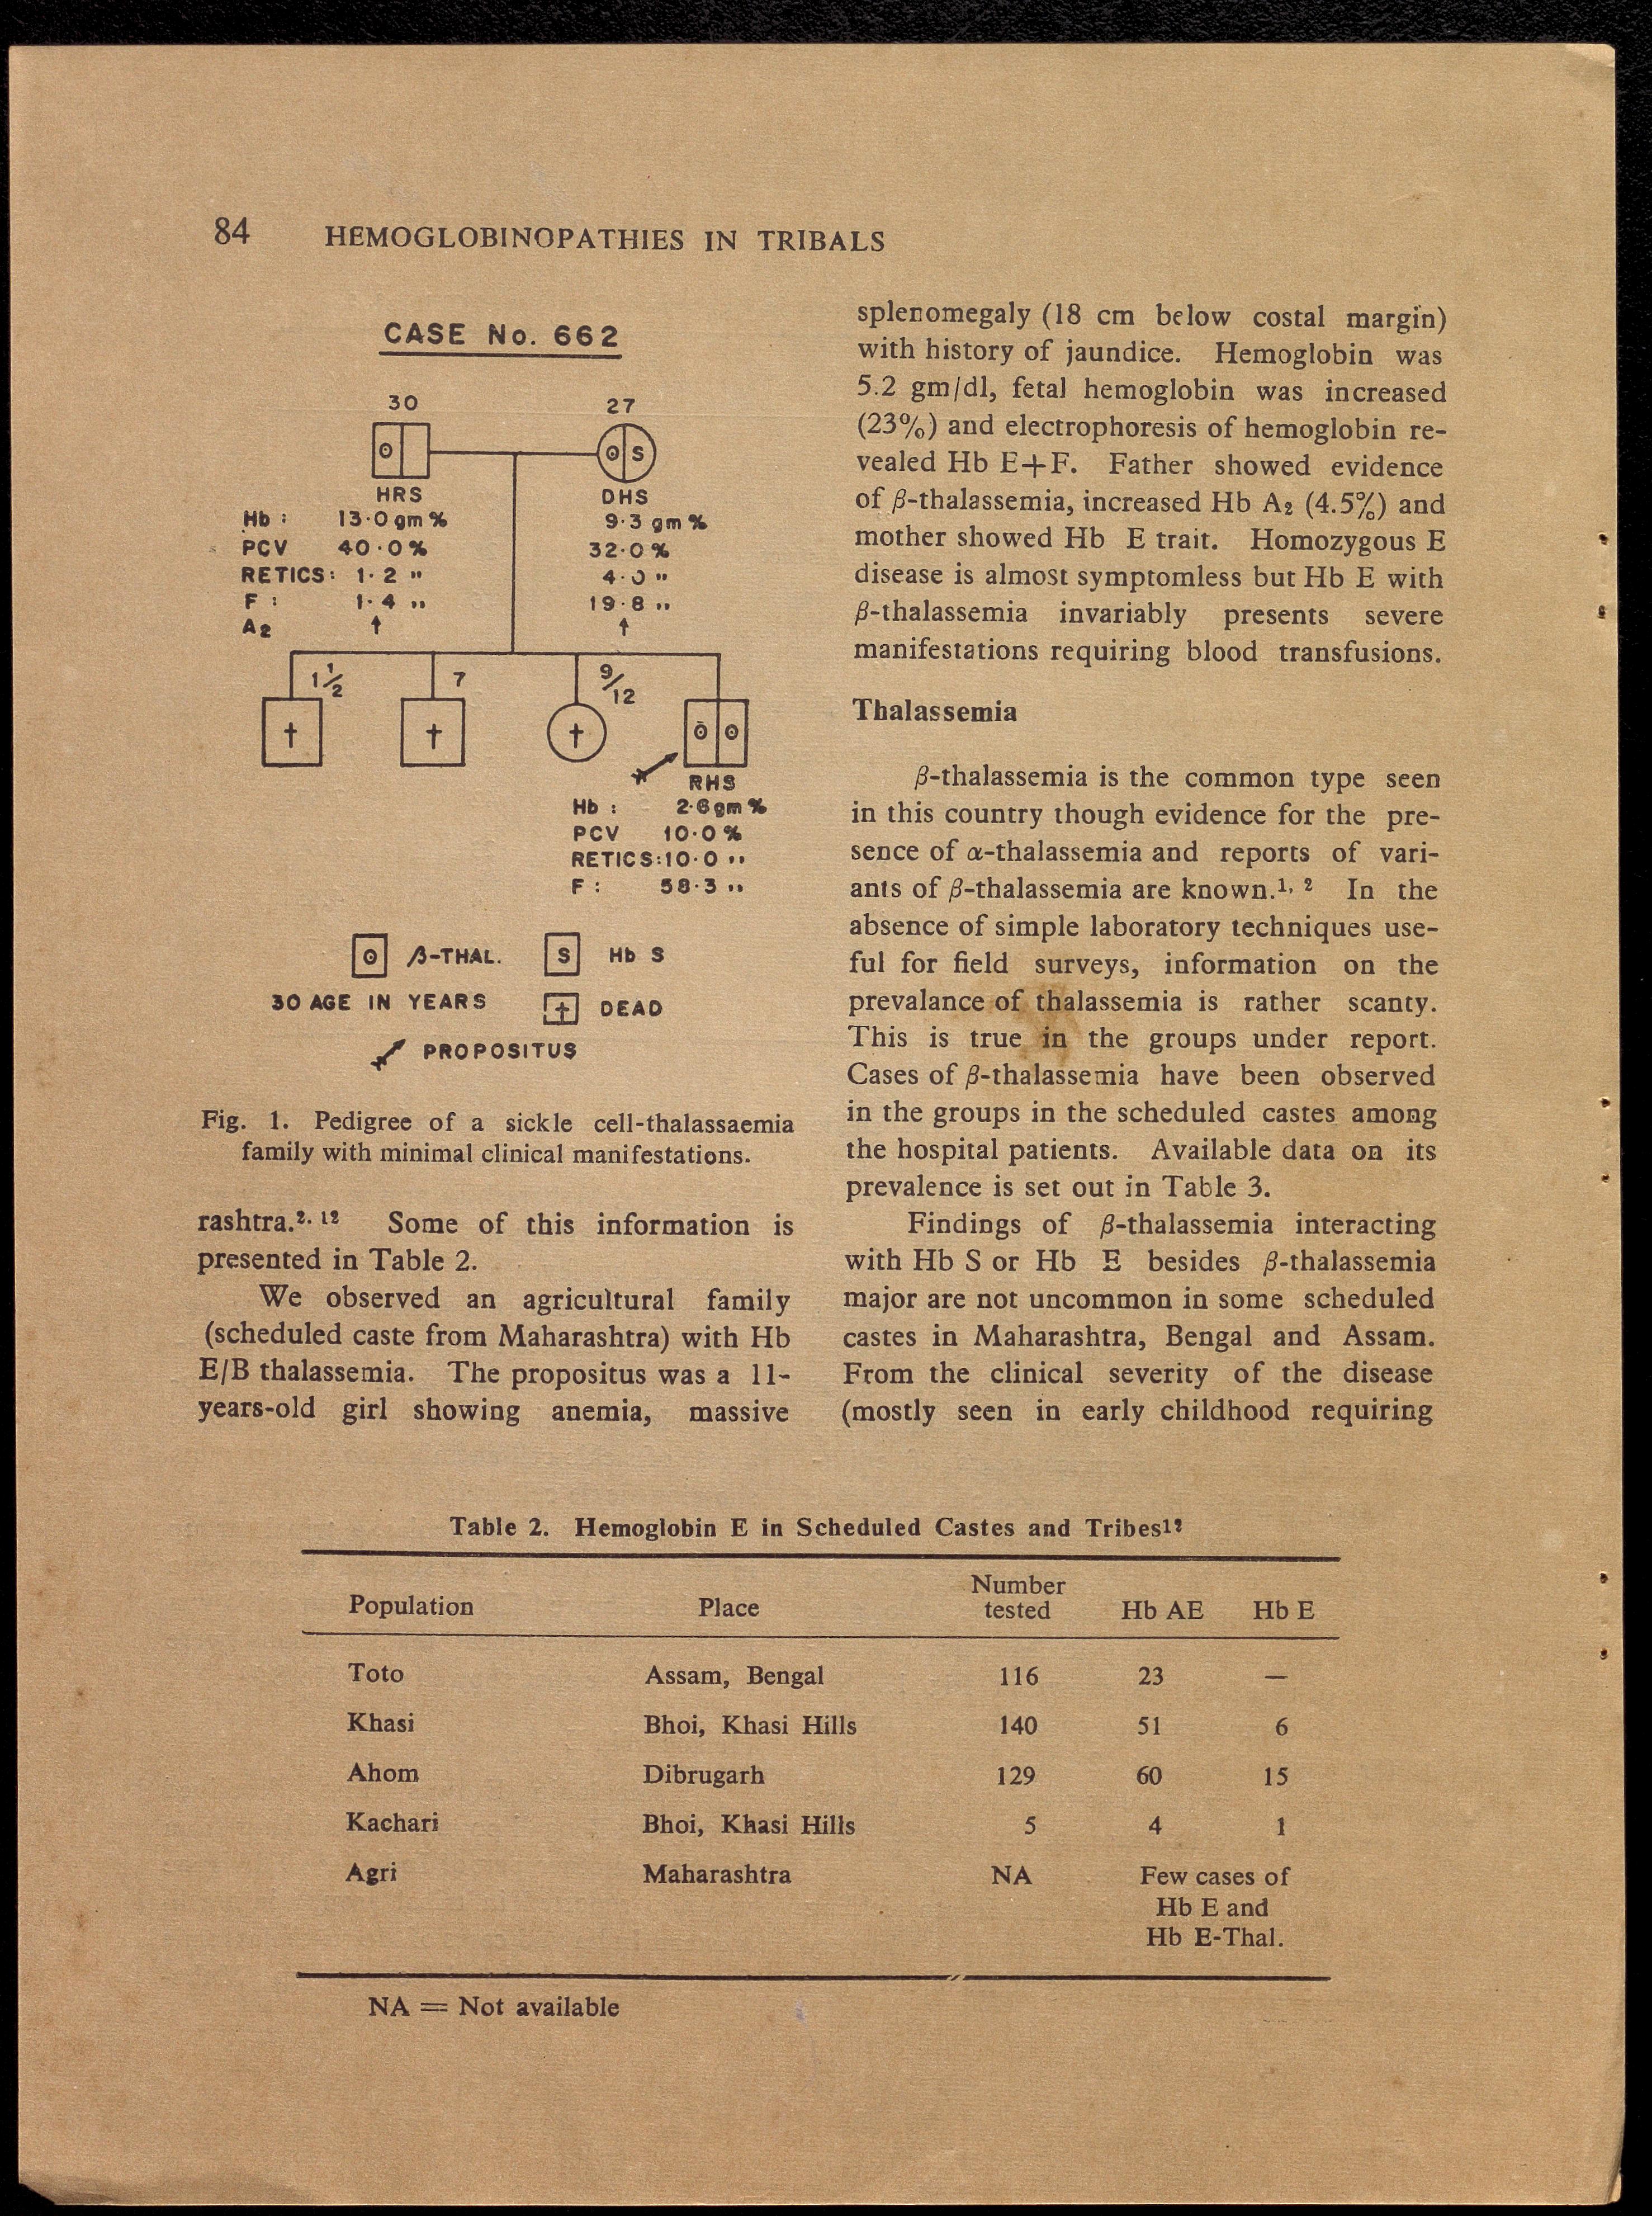 84 HEMOGLOBINOPATHIES IN TRIBALS
CASE No. 662
30 27
HRS DHS
Hb : 13·0 gm % 9·3 gm %
PCV 40·0 % 32·0 %
RETICS: 1·2 " 4·0 "
F : 1·4 " 19·8 "
A2 ↑ ↑
1½ 7 9/12
† † †
RHS
Hb : 2·6 gm %
PCV 10·0 %
RETICS: 10·0 "
F : 58·3 "
β-THAL. S Hb S
30 AGE IN YEARS † DEAD
PROPOSITUS
Fig. 1. Pedigree of a sickle cell-thalassaemia
family with minimal clinical manifestations.
rashtra.2, 12 Some of this information is
presented in Table 2.
We observed an agricultural family
(scheduled caste from Maharashtra) with Hb
E/B thalassemia. The propositus was a 11-
years-old girl showing anemia, massive
splenomegaly (18 cm below costal margin)
with history of jaundice. Hemoglobin was
5.2 gm/dl, fetal hemoglobin was increased
(23%) and electrophoresis of hemoglobin re-
vealed Hb E+F. Father showed evidence
of β-thalassemia, increased Hb A2 (4.5%) and
mother showed Hb E trait. Homozygous E
disease is almost symptomless but Hb E with
β-thalassemia invariably presents severe
manifestations requiring blood transfusions.
Thalassemia
β-thalassemia is the common type seen
in this country though evidence for the pre-
sence of α-thalassemia and reports of vari-
ants of β-thalassemia are known.1, 2 In the
absence of simple laboratory techniques use-
ful for field surveys, information on the
prevalance of thalassemia is rather scanty.
This is true in the groups under report.
Cases of β-thalassemia have been observed
in the groups in the scheduled castes among
the hospital patients. Available data on its
prevalence is set out in Table 3.
Findings of β-thalassemia interacting
with Hb S or Hb E besides β-thalassemia
major are not uncommon in some scheduled
castes in Maharashtra, Bengal and Assam.
From the clinical severity of the disease
(mostly seen in early childhood requiring
Table 2. Hemoglobin E in Scheduled Castes and Tribes12
Population Place Number tested Hb AE Hb E
Toto Assam, Bengal 116 23 —
Khasi Bhoi, Khasi Hills 140 51 6
Ahom Dibrugarh 129 60 15
Kachari Bhoi, Khasi Hills 5 4 1
Agri Maharashtra NA Few cases of
Hb E and
Hb E-Thal.
NA = Not available